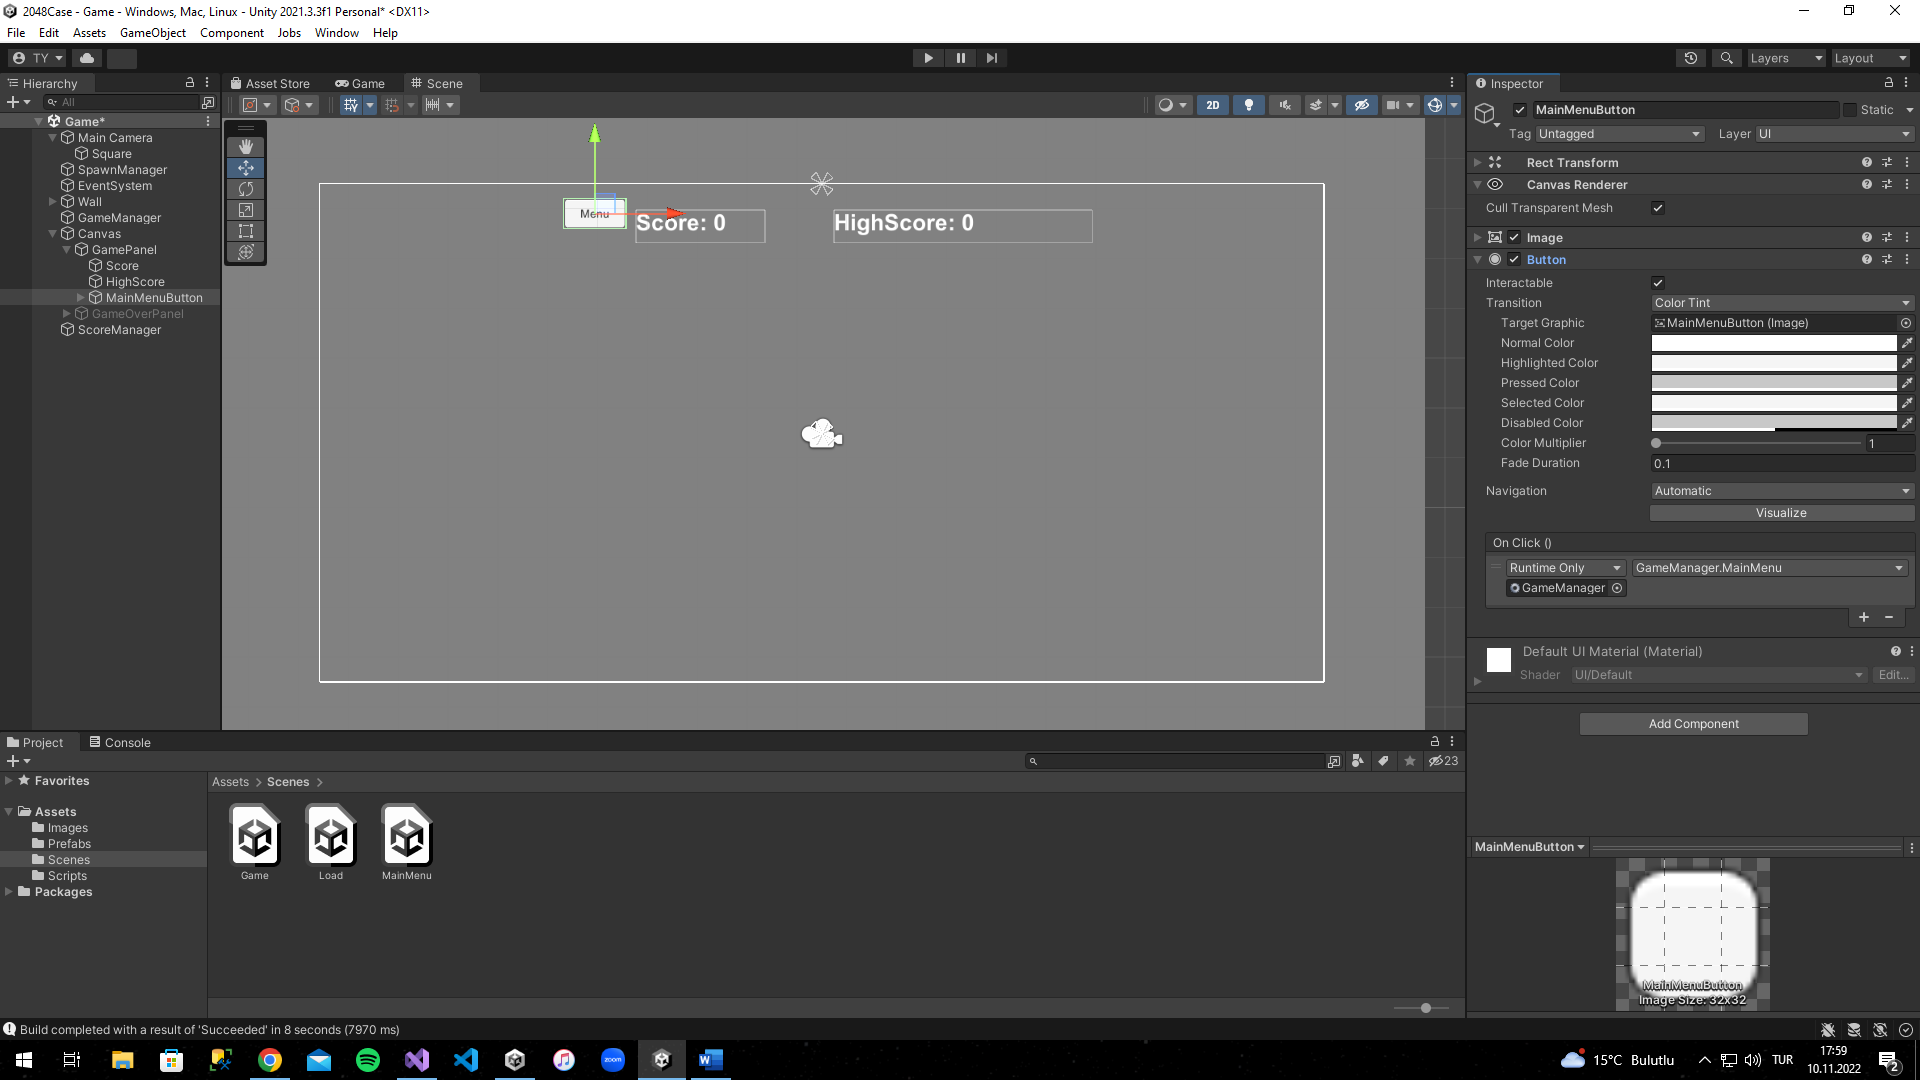 2048Case - Game - Windows, Mac, Linux - Unity 2021.3.3f1 Personal* <DX11>
File Edit Assets GameObject Component Jobs Window Help
TY
Layers Layout
Hierarchy
All
Game*
Main Camera
Square
SpawnManager
EventSystem
Wall
GameManager
Canvas
GamePanel
Score
HighScore
MainMenuButton
GameOverPanel
ScoreManager
Asset Store Game Scene
2D
Menu
Score: 0
HighScore: 0
Inspector
MainMenuButton Static
Tag Untagged Layer UI
Rect Transform
Canvas Renderer
Cull Transparent Mesh
Image
Button
Interactable
Transition Color Tint
Target Graphic MainMenuButton (Image)
Normal Color
Highlighted Color
Pressed Color
Selected Color
Disabled Color
Color Multiplier 1
Fade Duration 0.1
Navigation Automatic
Visualize
On Click ()
Runtime Only GameManager.MainMenu
GameManager
+ −
Default UI Material (Material)
Shader UI/Default Edit...
Add Component
MainMenuButton
MainMenuButton
Image Size: 32x32
Project Console
23
Favorites
Assets
Images
Prefabs
Scenes
Scripts
Packages
Assets > Scenes >
Game Load MainMenu
Build completed with a result of 'Succeeded' in 8 seconds (7970 ms)
zoom
15°C Bulutlu
TUR
17:59
10.11.2022
2